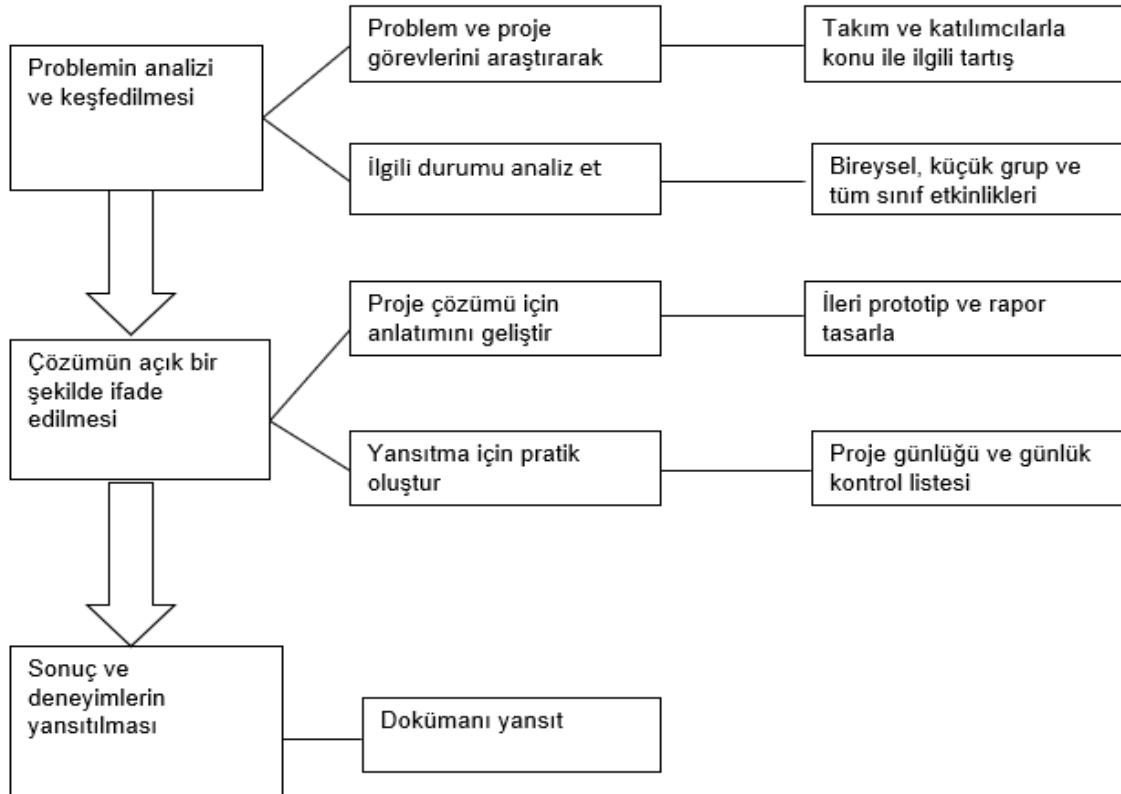 Problemin analizi
ve keşfedilmesi
Problem ve proje
görevlerini araştırarak
Takım ve katılımcılarla
konu ile ilgili tartış
İlgili durumu analiz et
Bireysel, küçük grup ve
tüm sınıf etkinlikleri
Çözümün açık bir
şekilde ifade
edilmesi
Proje çözümü için
anlatımını geliştir
İleri prototip ve rapor
tasarla
Yansıtma için pratik
oluştur
Proje günlüğü ve günlük
kontrol listesi
Sonuç ve
deneyimlerin
yansıtılması
Dokümanı yansıt